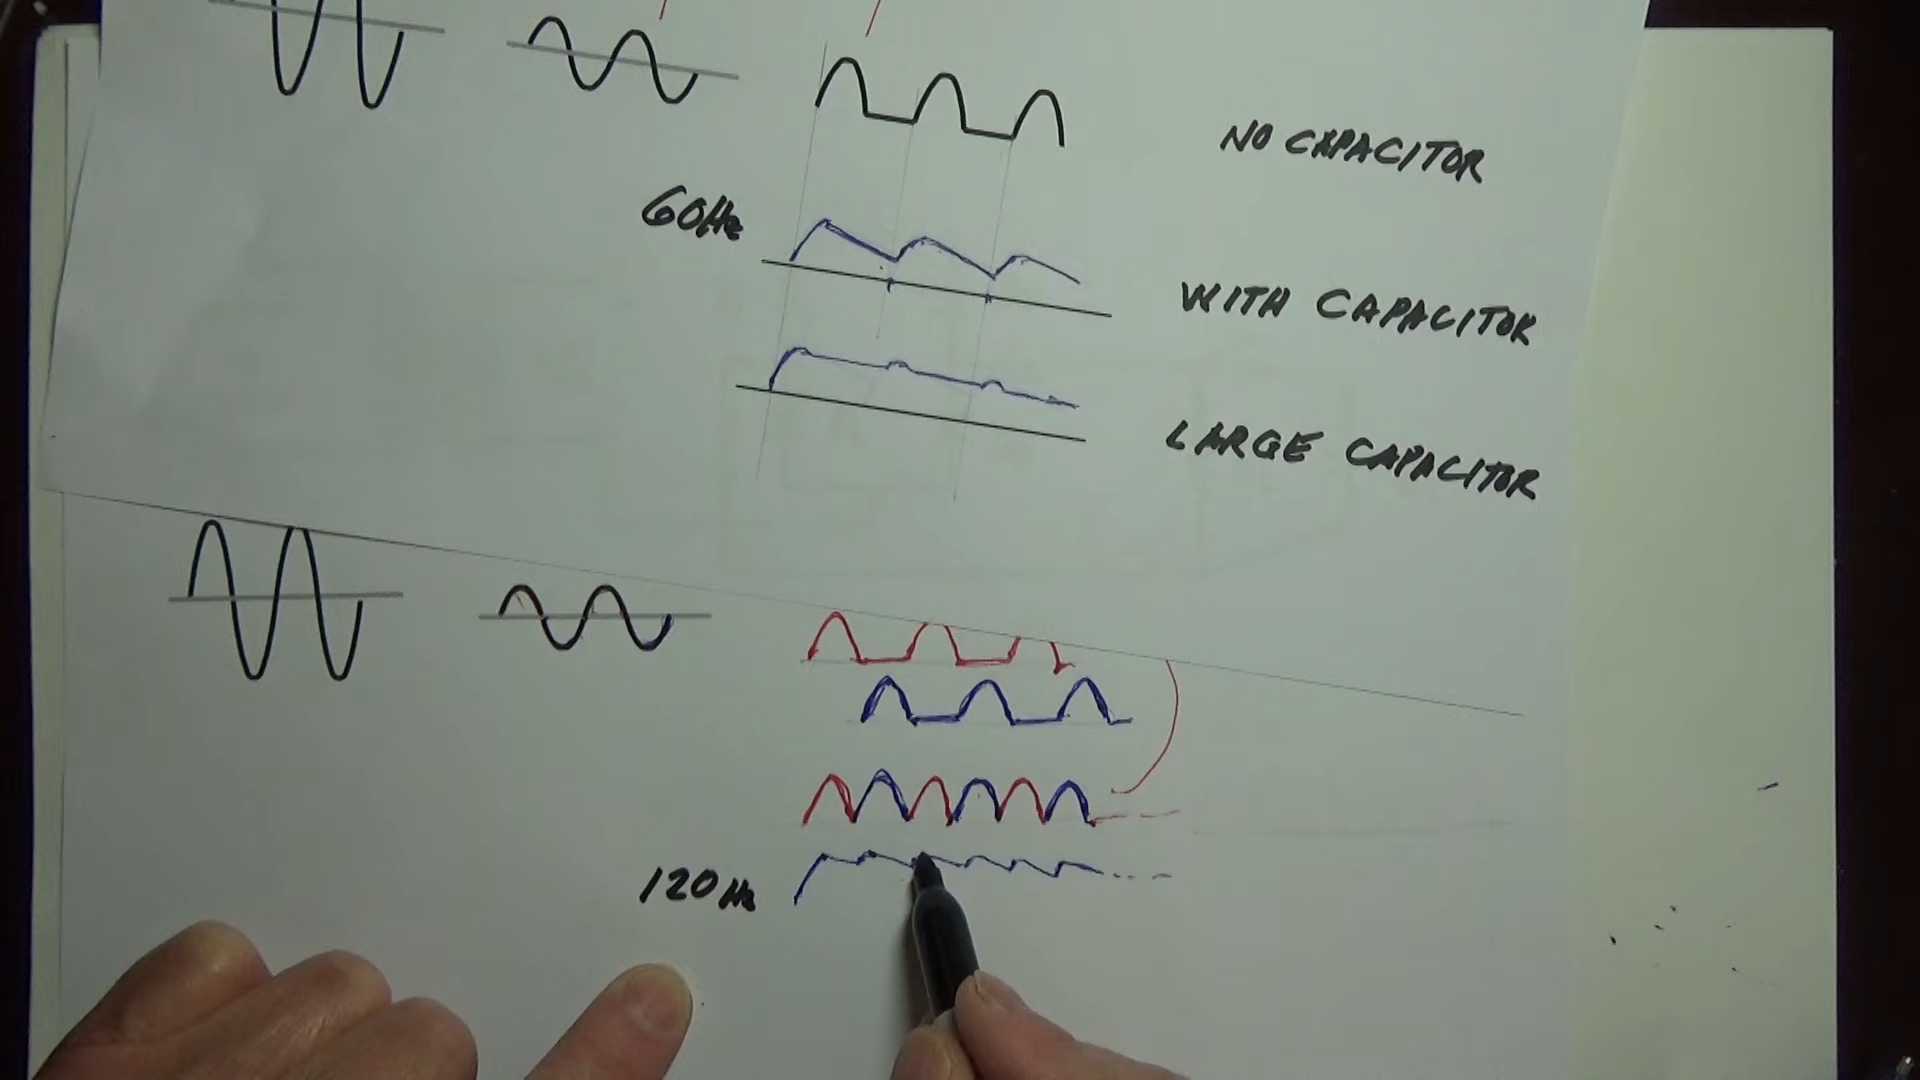 NO CAPACITOR
60Hz
WITH CAPACITOR
LARGE CAPACITOR
120Hz